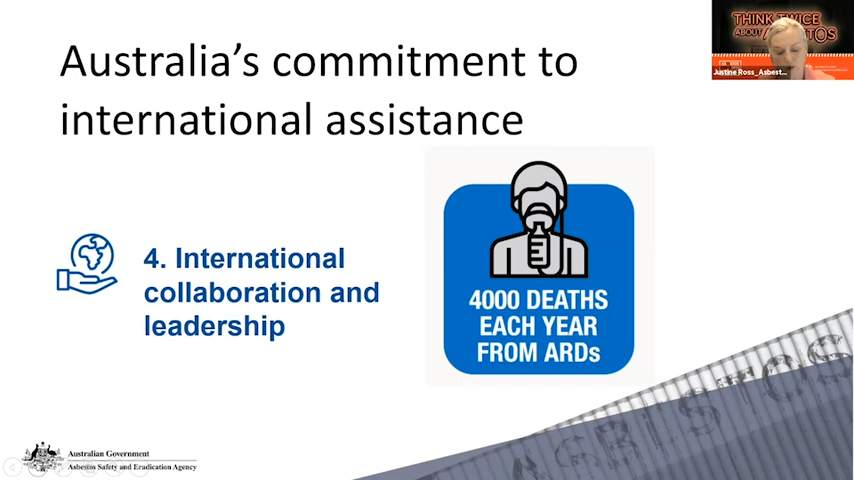 Australia's commitment to
international assistance
THINK TWICE
ABOUT ASBESTOS
Justine Ross_Asbest...
4. International
collaboration and
leadership
4000 DEATHS
EACH YEAR
FROM ARDs
ASBESTOS
Australian Government
Asbestos Safety and Eradication Agency